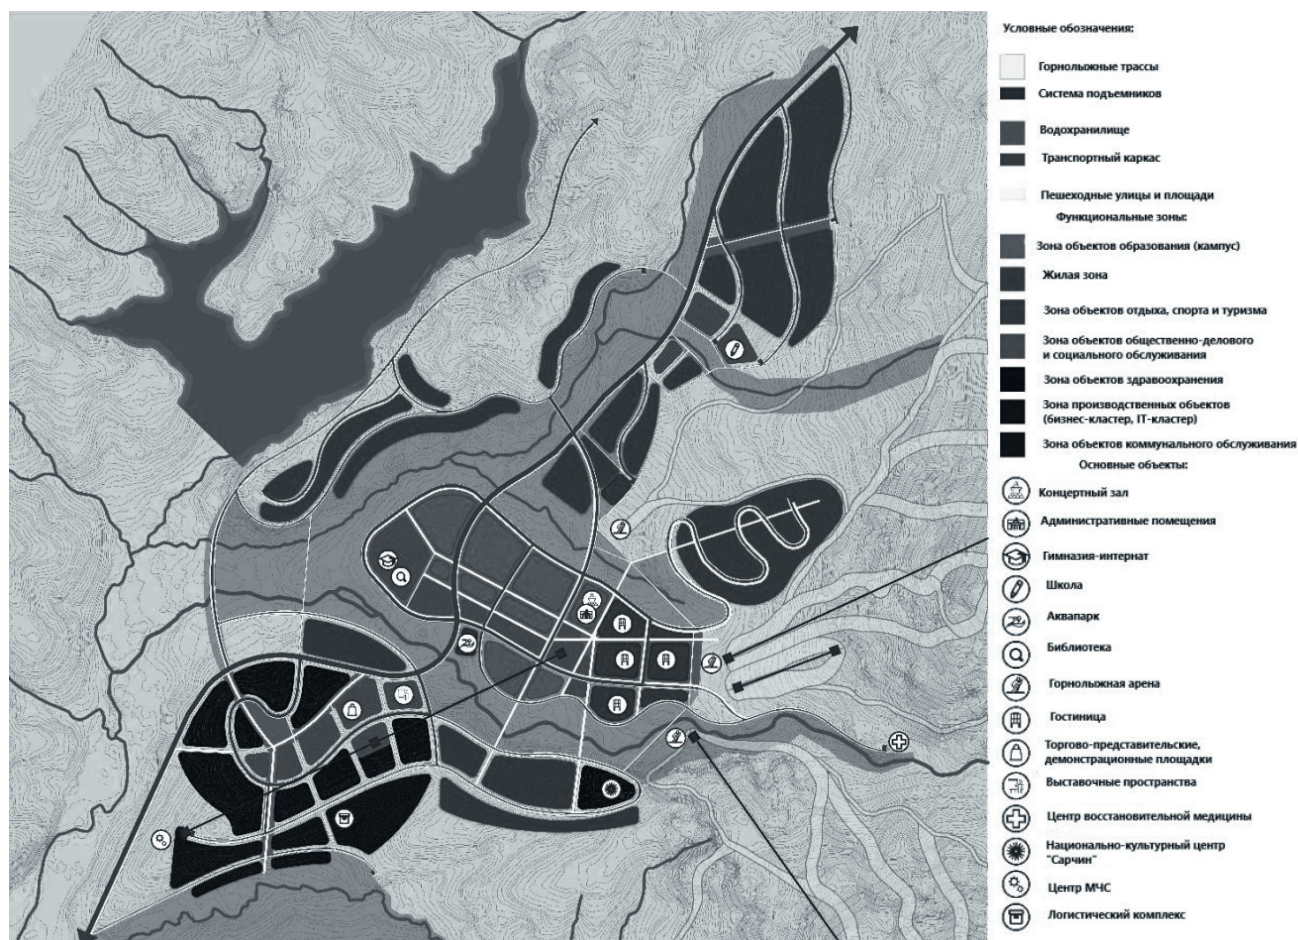 Условные обозначения:
Горнолыжные трассы
Система подъемников
Водохранилище
Транспортный каркас
Пешеходные улицы и площади
Функциональные зоны:
Зона объектов образования (кампус)
Жилая зона
Зона объектов отдыха, спорта и туризма
Зона объектов общественно-делового
и социального обслуживания
Зона объектов здравоохранения
Зона производственных объектов
(бизнес-кластер, IT-кластер)
Зона объектов коммунального обслуживания
Основные объекты:
Концертный зал
Административные помещения
Гимназия-интернат
Школа
Аквапарк
Библиотека
Горнолыжная арена
Гостиница
Торгово-представительские,
демонстрационные площадки
Выставочные пространства
Центр восстановительной медицины
Национально-культурный центр
"Сарчин"
Центр МЧС
Логистический комплекс